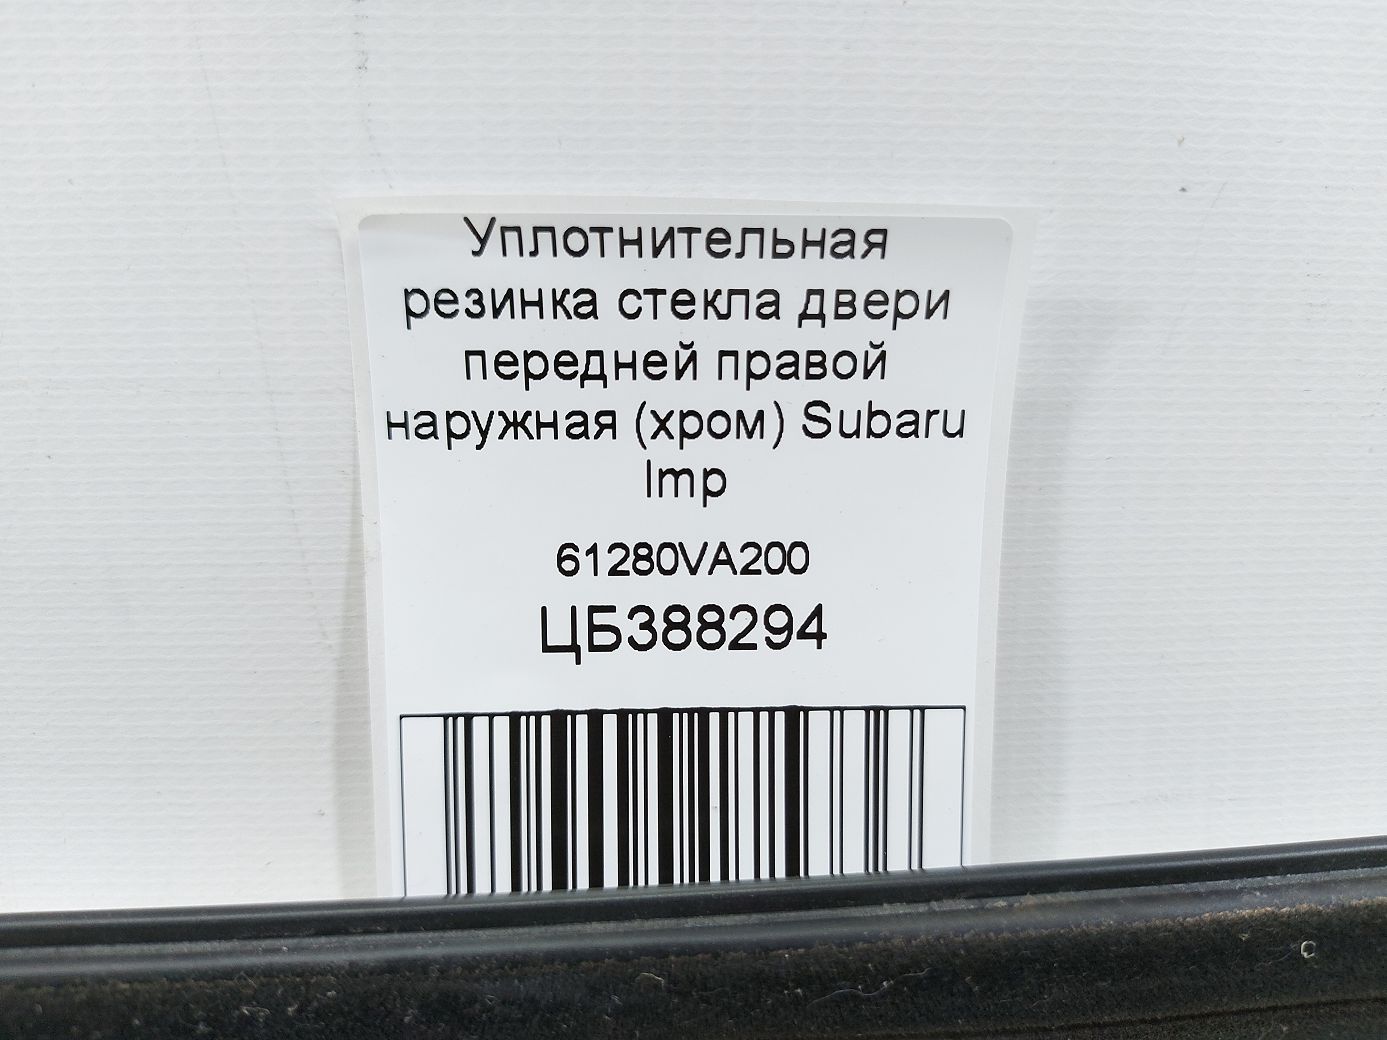 Уплотнительная
резинка стекла двери
передней правой
наружная (хром) Subaru
Imp
61280VA200
ЦБ388294